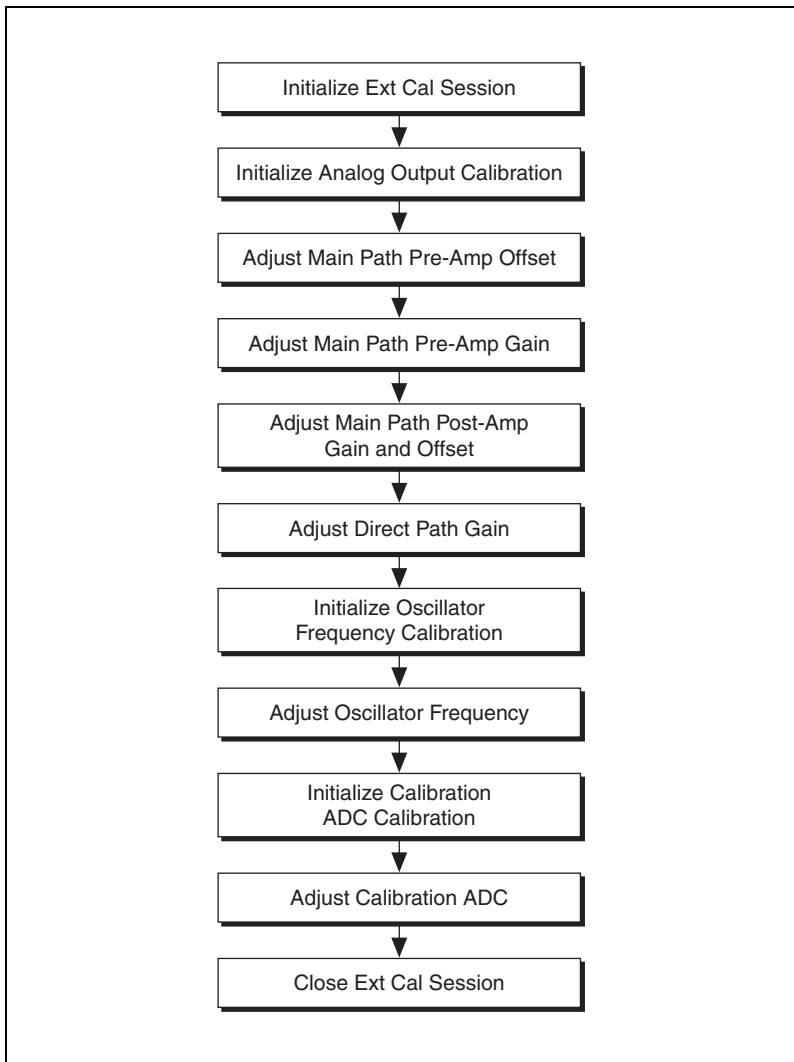 Initialize Ext Cal Session
Initialize Analog Output Calibration
Adjust Main Path Pre-Amp Offset
Adjust Main Path Pre-Amp Gain
Adjust Main Path Post-Amp
Gain and Offset
Adjust Direct Path Gain
Initialize Oscillator
Frequency Calibration
Adjust Oscillator Frequency
Initialize Calibration
ADC Calibration
Adjust Calibration ADC
Close Ext Cal Session